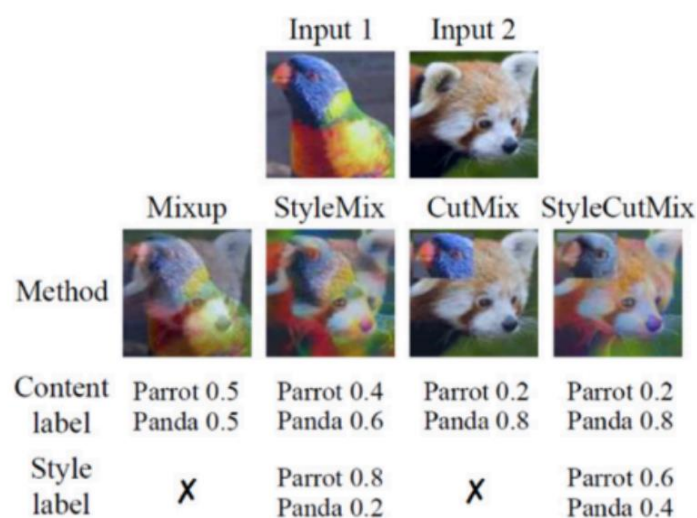 Input 1 Input 2
Mixup StyleMix CutMix StyleCutMix
Method
Content label
Parrot 0.5 Parrot 0.4 Parrot 0.2 Parrot 0.2
Panda 0.5 Panda 0.6 Panda 0.8 Panda 0.8
Style label
✗ Parrot 0.8 ✗ Parrot 0.6
Panda 0.2 Panda 0.4